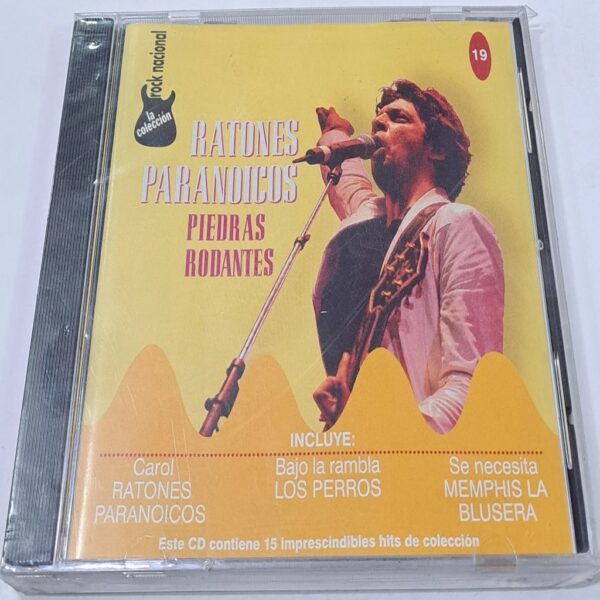 rock nacional
la
colección
19
RATONES
PARANOICOS
PIEDRAS
RODANTES
INCLUYE:
Carol
RATONES
PARANOICOS
Bajo la rambla
LOS PERROS
Se necesita
MEMPHIS LA
BLUSERA
Este CD contiene 15 imprescindibles hits de colección